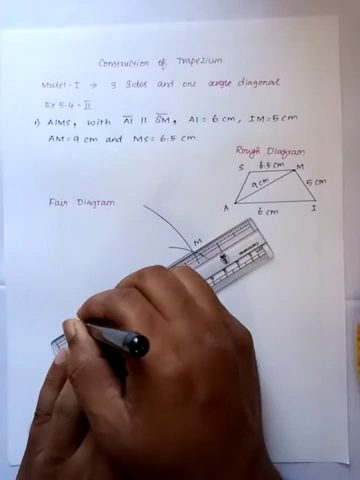 Construction of Trapezium
Model-I → 3 Sides and one diagonal
Ex 5.4 - II
1) AIMS, with AI || SM, AI = 6 cm, IM = 5 cm
AM = 9 cm and MS = 6.5 cm
Rough Diagram
S 6.5 cm M
9 cm 5 cm
A 6 cm I
Fair Diagram
M